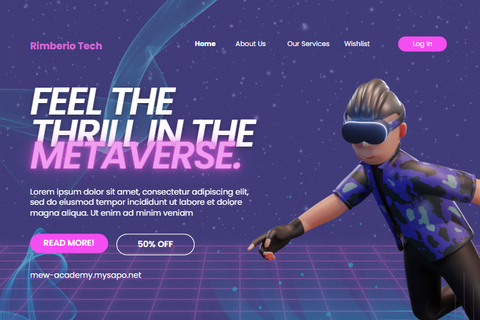 Rimberio Tech
Home About Us Our Services Wishlist Log In
FEEL THE
THRILL IN THE
METAVERSE.
Lorem ipsum dolor sit amet, consectetur adipiscing elit,
sed do eiusmod tempor incididunt ut labore et dolore
magna aliqua. Ut enim ad minim veniam
READ MORE! 50% OFF
mew-academy.mysapo.net